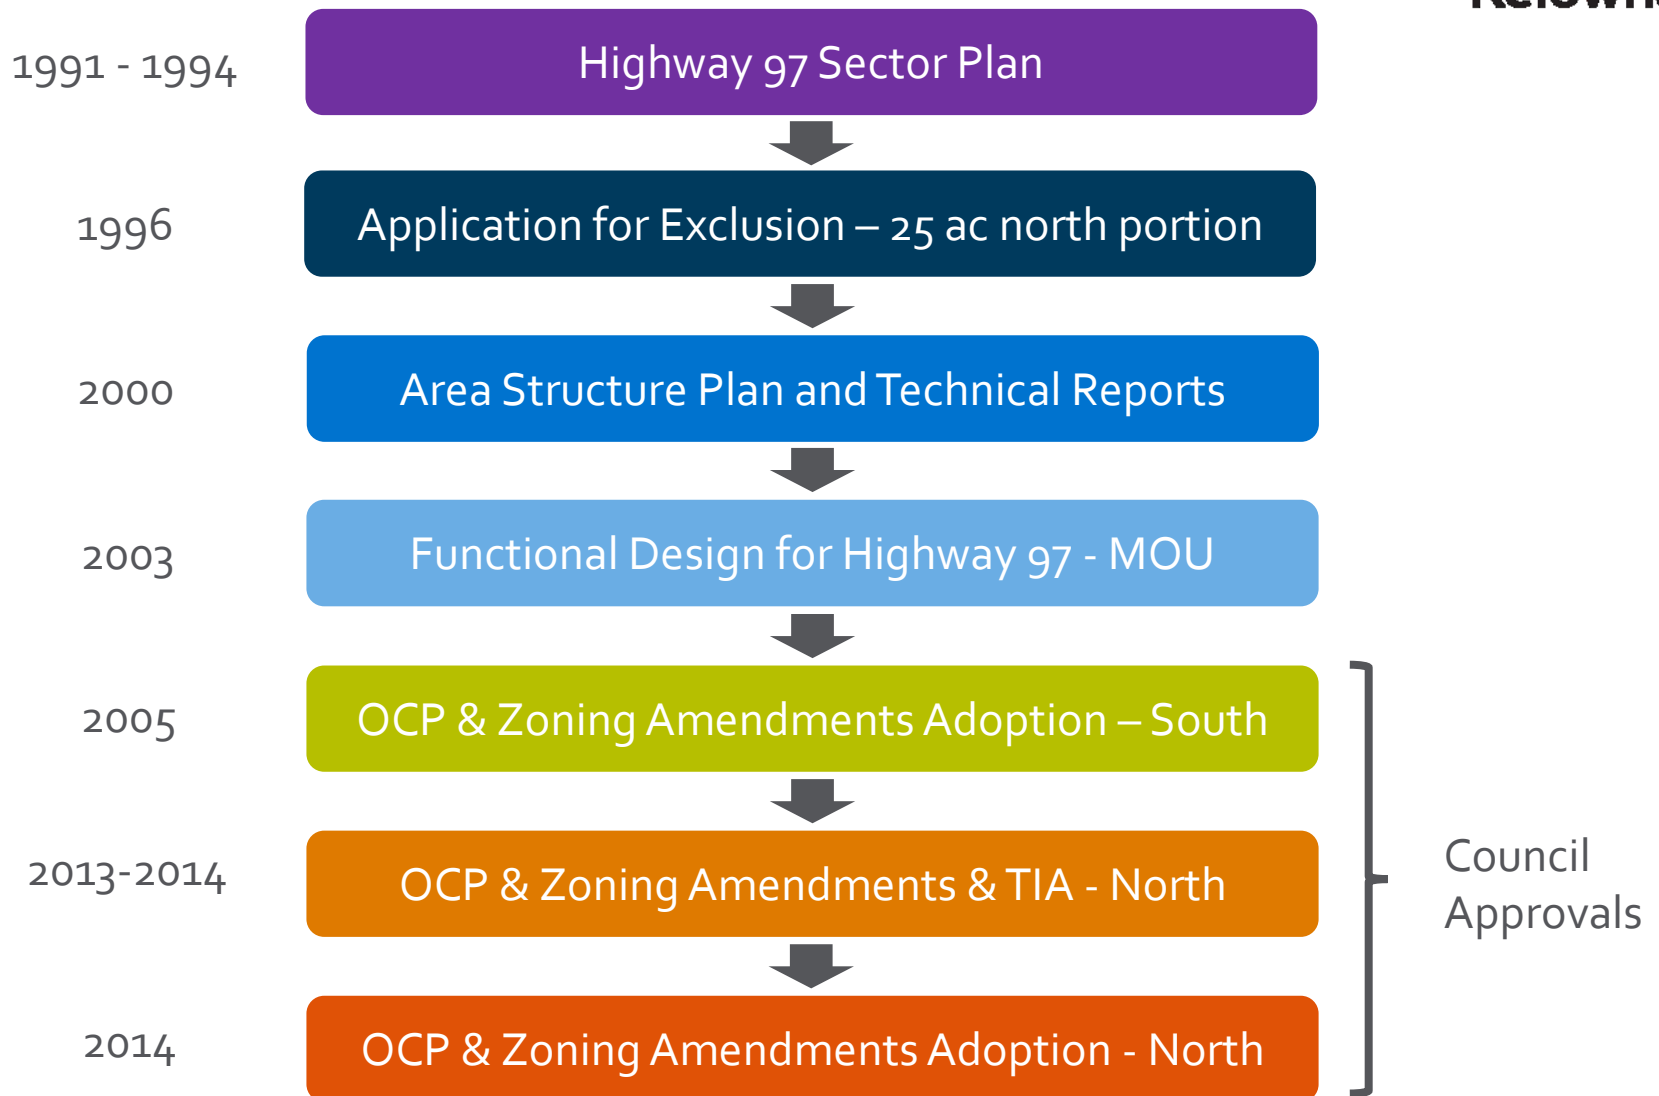 1991 - 1994
Highway 97 Sector Plan
1996
Application for Exclusion – 25 ac north portion
2000
Area Structure Plan and Technical Reports
2003
Functional Design for Highway 97 - MOU
2005
OCP & Zoning Amendments Adoption – South
2013-2014
OCP & Zoning Amendments & TIA - North
2014
OCP & Zoning Amendments Adoption - North
Council
Approvals